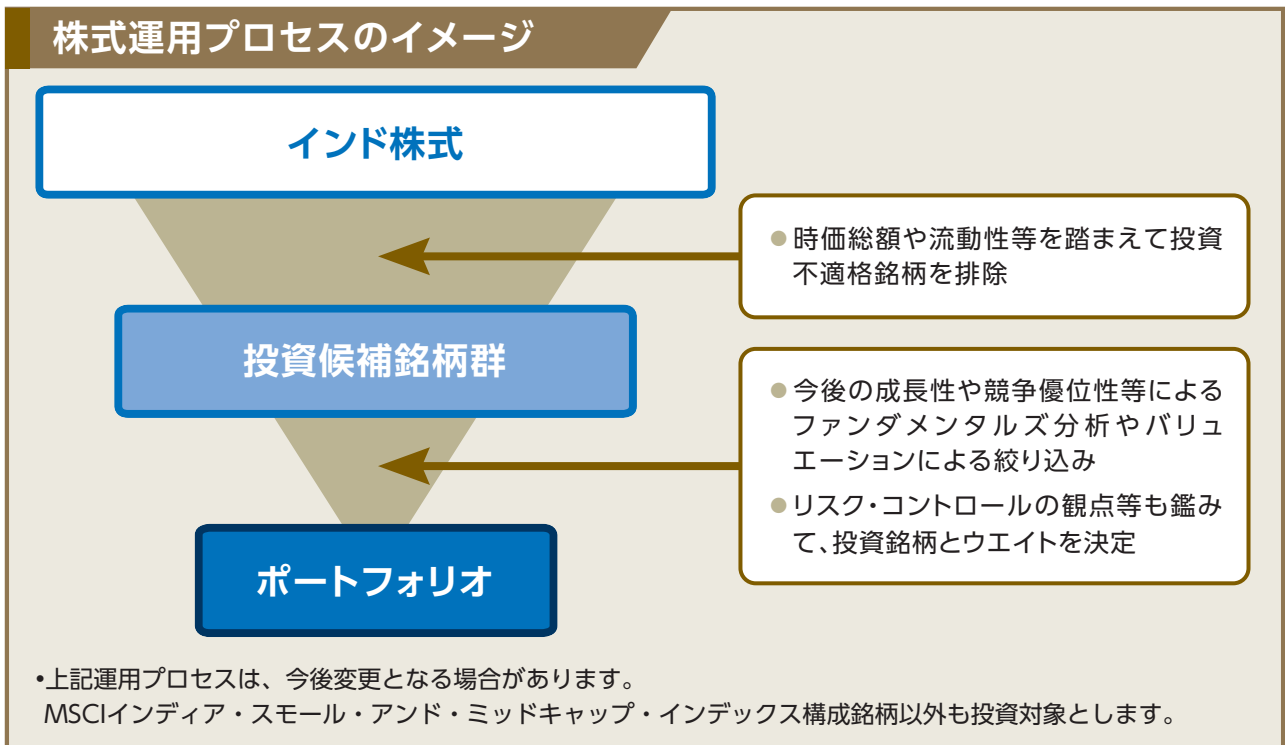 株式運用プロセスのイメージ
インド株式
●時価総額や流動性等を踏まえて投資
不適格銘柄を排除
投資候補銘柄群
●今後の成長性や競争優位性等による
ファンダメンタルズ分析やバリュ
エーションによる絞り込み
●リスク・コントロールの観点等も鑑み
て、投資銘柄とウエイトを決定
ポートフォリオ
•上記運用プロセスは、今後変更となる場合があります。
MSCIインディア・スモール・アンド・ミッドキャップ・インデックス構成銘柄以外も投資対象とします。